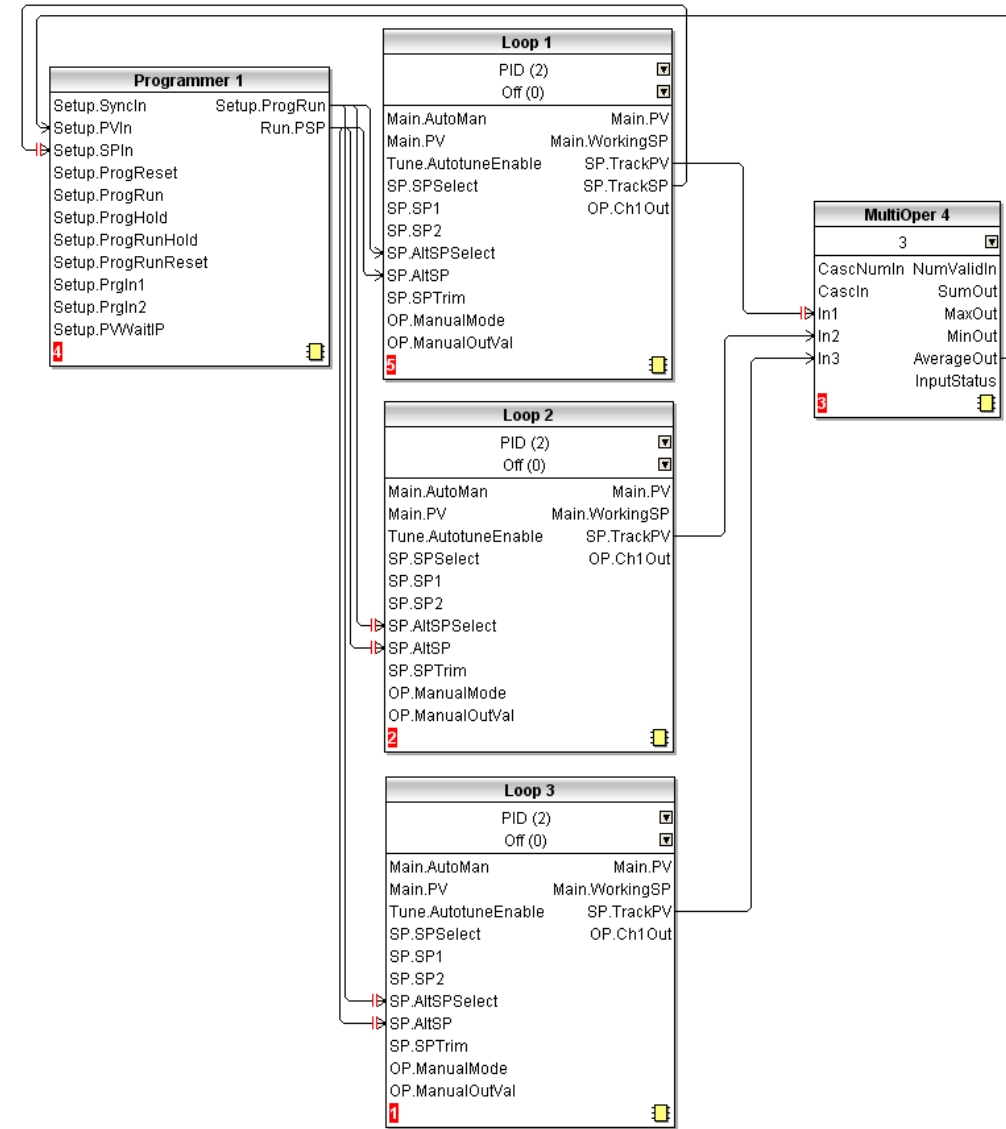 Programmer 1
Setup.SyncIn Setup.ProgRun
Setup.PVIn Run.PSP
Setup.SPIn
Setup.ProgReset
Setup.ProgRun
Setup.ProgHold
Setup.ProgRunHold
Setup.ProgRunReset
Setup.PrgIn1
Setup.PrgIn2
Setup.PVWaitIP
4
Loop 1
PID (2)
Off (0)
Main.AutoMan Main.PV
Main.PV Main.WorkingSP
Tune.AutotuneEnable SP.TrackPV
SP.SPSelect SP.TrackSP
SP.SP1 OP.Ch1Out
SP.SP2
SP.AltSPSelect
SP.AltSP
SP.SPTrim
OP.ManualMode
OP.ManualOutVal
5
Loop 2
PID (2)
Off (0)
Main.AutoMan Main.PV
Main.PV Main.WorkingSP
Tune.AutotuneEnable SP.TrackPV
SP.SPSelect OP.Ch1Out
SP.SP1
SP.SP2
SP.AltSPSelect
SP.AltSP
SP.SPTrim
OP.ManualMode
OP.ManualOutVal
2
Loop 3
PID (2)
Off (0)
Main.AutoMan Main.PV
Main.PV Main.WorkingSP
Tune.AutotuneEnable SP.TrackPV
SP.SPSelect OP.Ch1Out
SP.SP1
SP.SP2
SP.AltSPSelect
SP.AltSP
SP.SPTrim
OP.ManualMode
OP.ManualOutVal
1
MultiOper 4
3
CascNumIn NumValidIn
CascIn SumOut
In1 MaxOut
In2 MinOut
In3 AverageOut
InputStatus
3